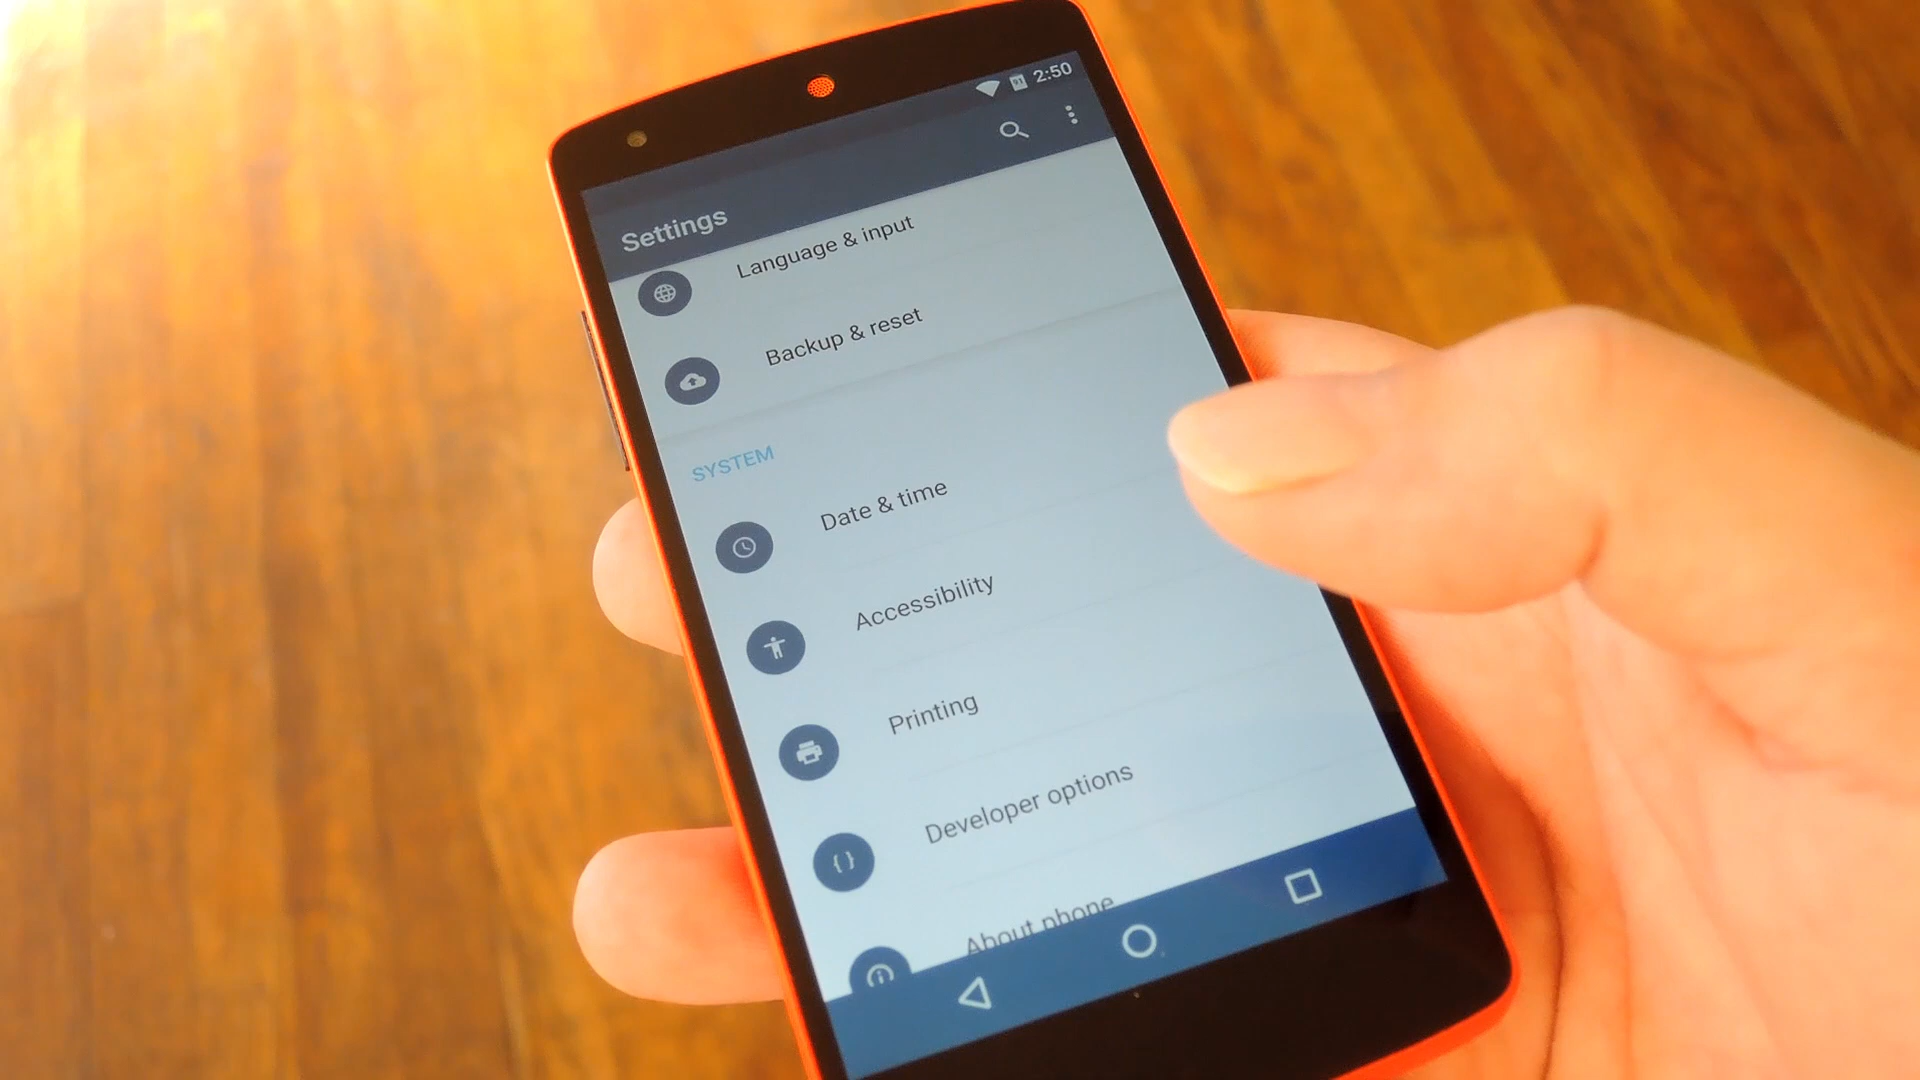 2:50
Settings
Language & input
Backup & reset
SYSTEM
Date & time
Accessibility
Printing
Developer options
About phone